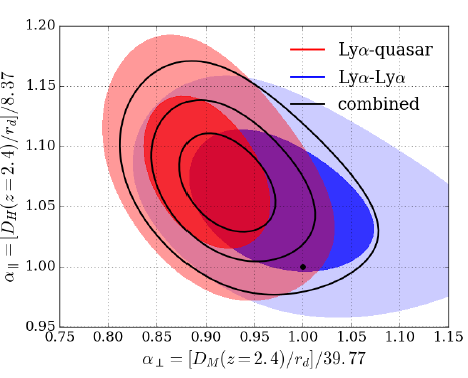 1.20
1.15
1.10
1.05
1.00
0.95
α∥ = [D_H(z=2.4)/r_d]/8.37
Lyα-quasar
Lyα-Lyα
combined
0.75 0.80 0.85 0.90 0.95 1.00 1.05 1.10 1.15
α⊥ = [D_M(z=2.4)/r_d]/39.77